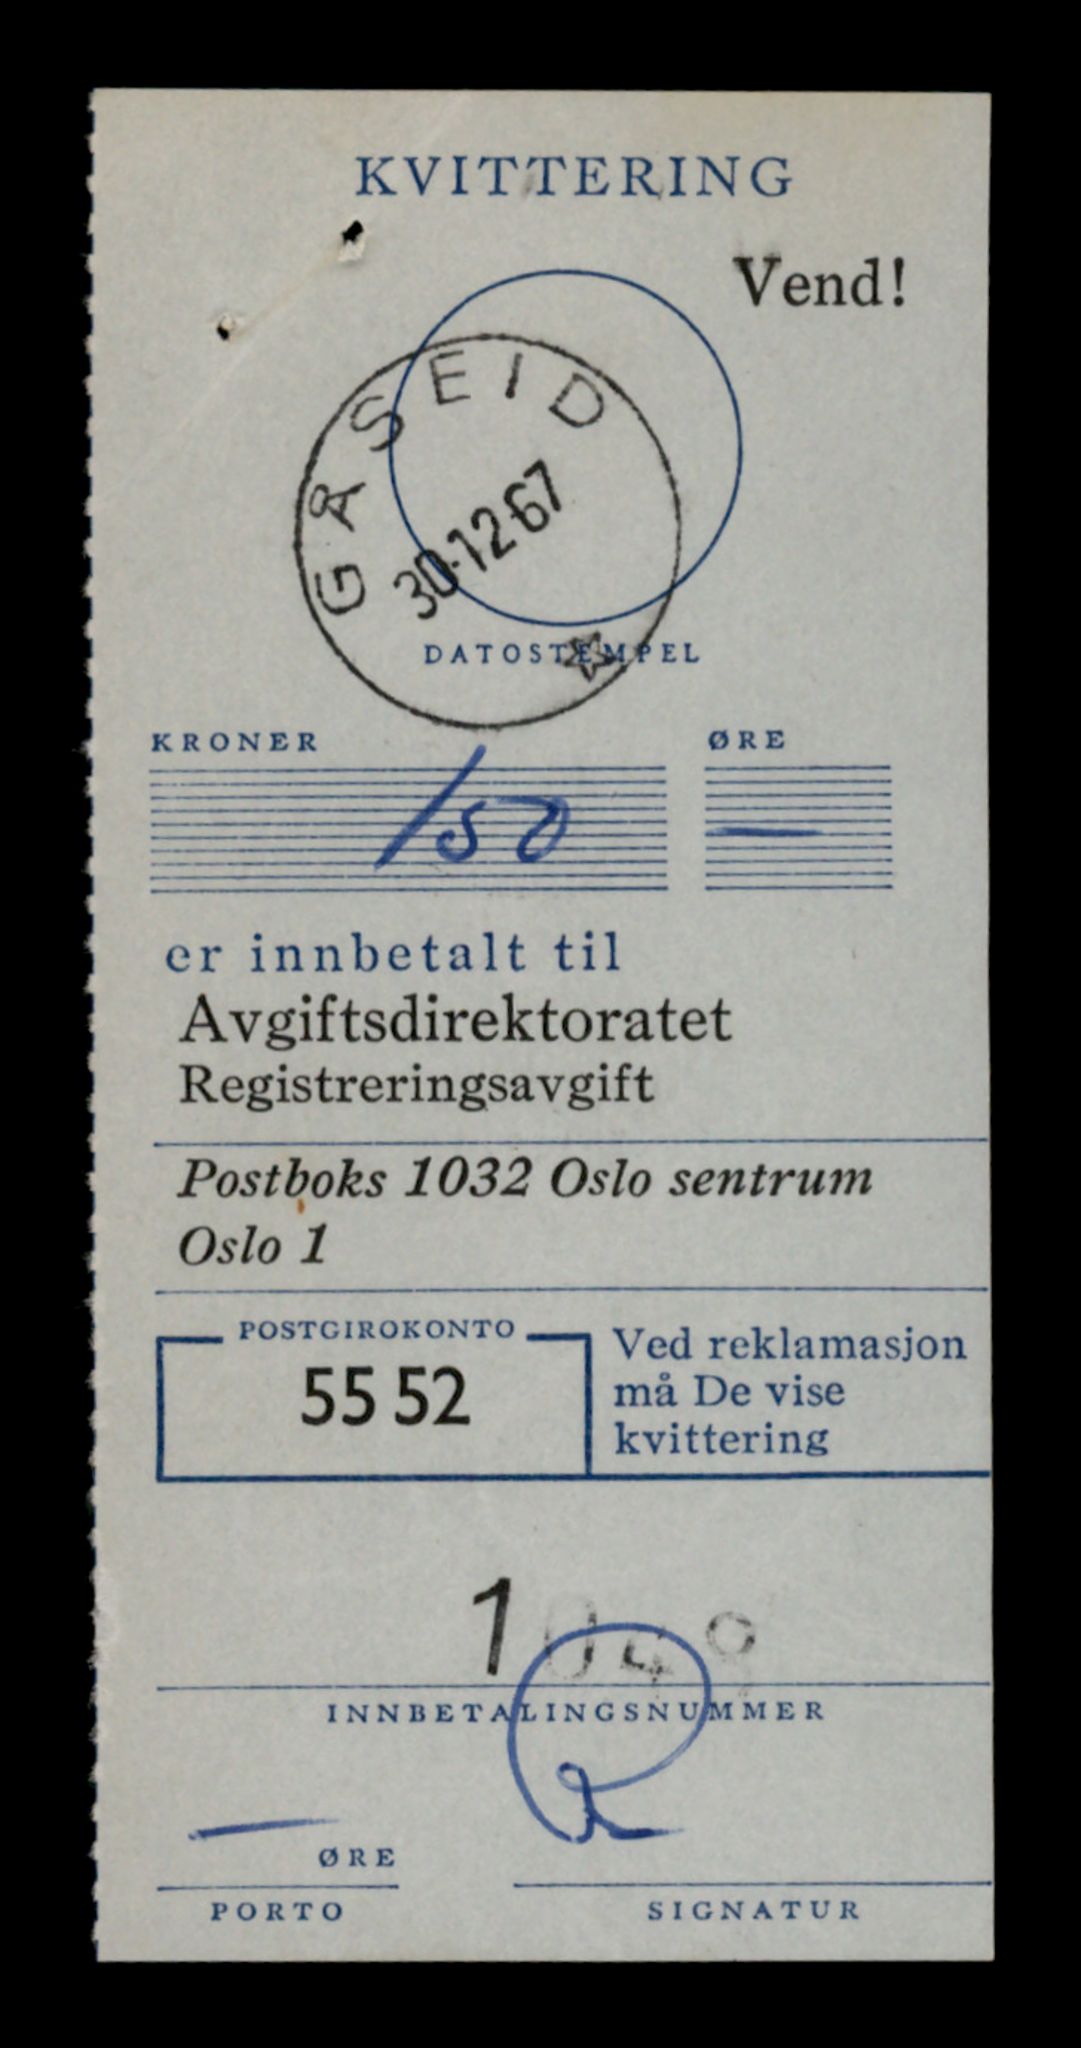 KVITTERING
Vend!
GÅSEID
30.12.67
DATOSTEMPEL
KRONER
ØRE
150 —
er innbetalt til
Avgiftsdirektoratet
Registreringsavgift
Postboks 1032 Oslo sentrum
Oslo 1
POSTGIROKONTO
55 52
Ved reklamasjon
må De vise
kvittering
1049
INNBETALINGSNUMMER
— ØRE
PORTO
SIGNATUR